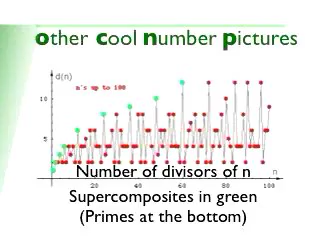 other cool number pictures
d(n)
n's up to 100
10
5
Number of divisors of n
n
20 40 60 80 100
Supercomposites in green
(Primes at the bottom)